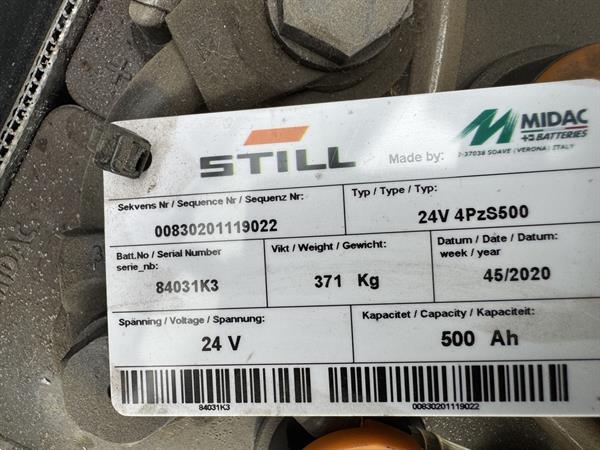 STILL
Made by:
MIDAC
BATTERIES
I-37038 SOAVE (VERONA) ITALY
Sekvens Nr / Sequence Nr / Sequenz Nr:
00830201119022
Typ / Type / Typ:
24V 4PzS500
Batt.No / Serial Number
serie_nb:
84031K3
Vikt / Weight / Gewicht:
371 Kg
Datum / Date / Datum:
week / year
45/2020
Spänning / Voltage / Spannung:
24 V
Kapacitet / Capacity / Kapaciteit:
500 Ah
84031K3
00830201119022
MIDAC